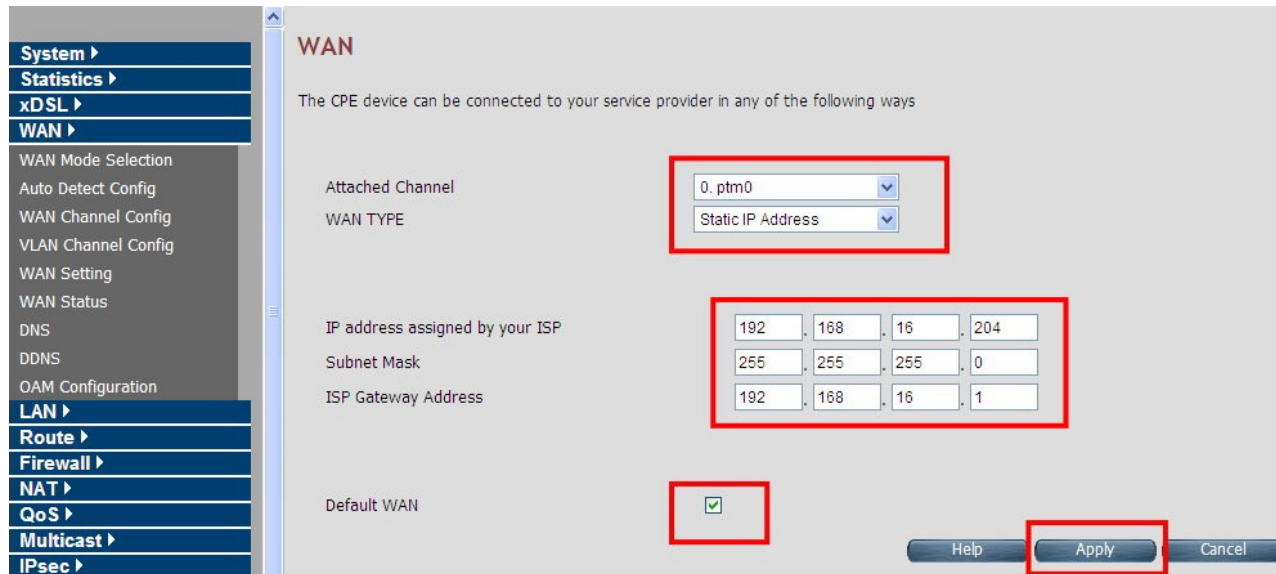 System
Statistics
xDSL
WAN
WAN Mode Selection
Auto Detect Config
WAN Channel Config
VLAN Channel Config
WAN Setting
WAN Status
DNS
DDNS
OAM Configuration
LAN
Route
Firewall
NAT
QoS
Multicast
IPsec
WAN
The CPE device can be connected to your service provider in any of the following ways
Attached Channel 0. ptm0
WAN TYPE Static IP Address
IP address assigned by your ISP 192 . 168 . 16 . 204
Subnet Mask 255 . 255 . 255 . 0
ISP Gateway Address 192 . 168 . 16 . 1
Default WAN
Help Apply Cancel